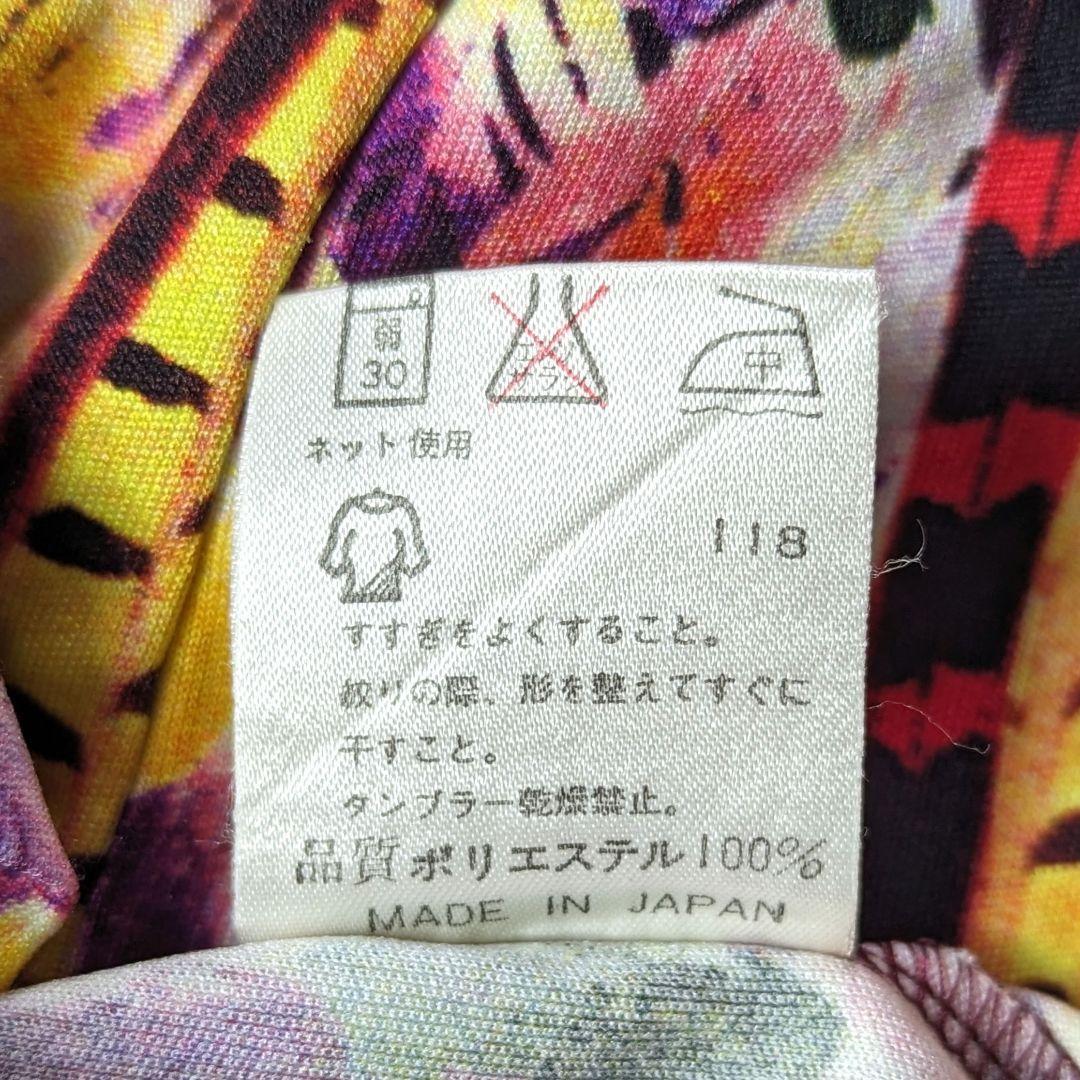 弱
30
エンソ
サラシ
中
ネット使用
118
すすぎをよくすること。
絞りの際、形を整えてすぐに
干すこと。
タンブラー乾燥禁止。
品質ポリエステル100%
MADE IN JAPAN